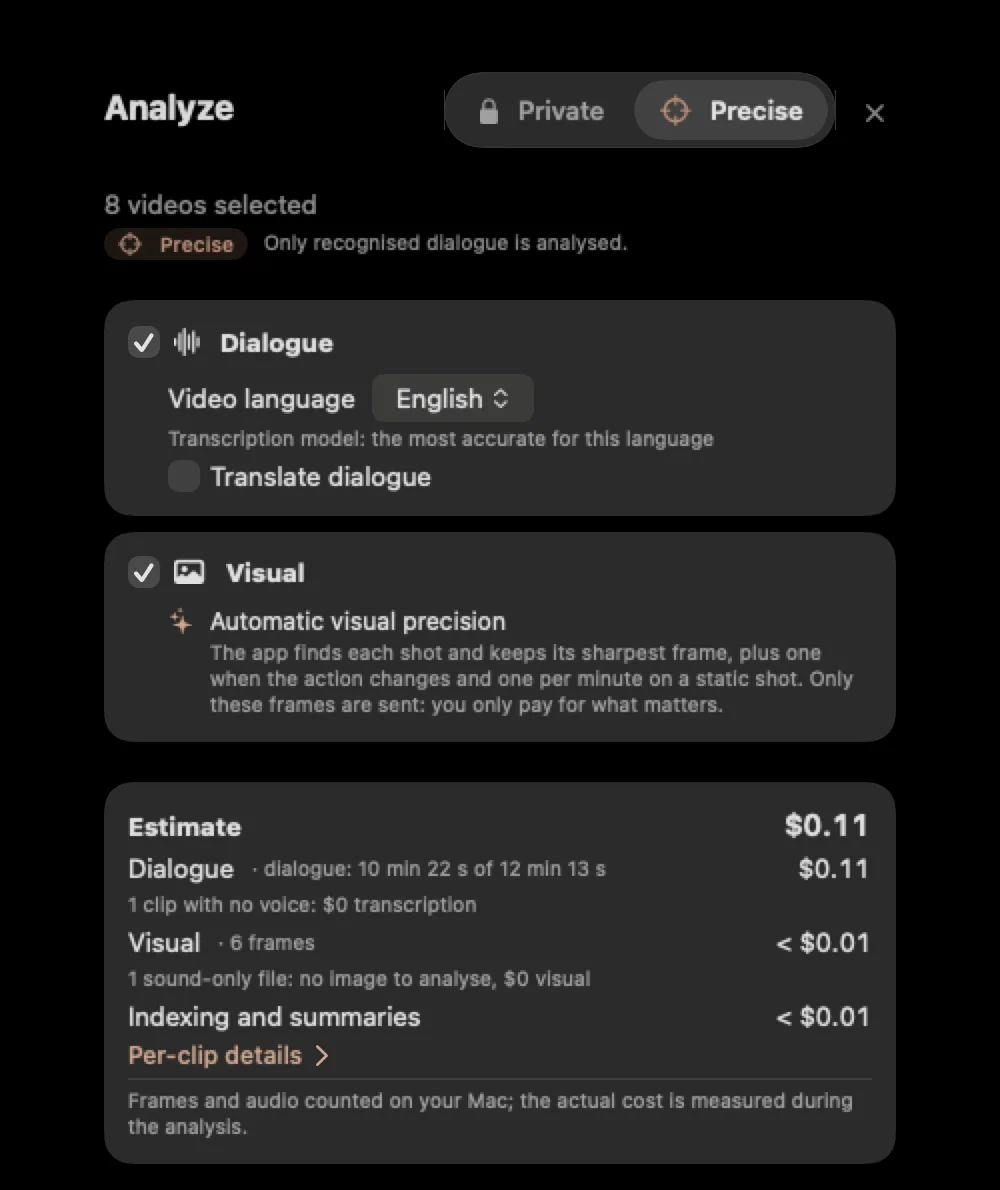 Analyze
Private
Precise
8 videos selected
Precise Only recognised dialogue is analysed.
Dialogue
Video language English
Transcription model: the most accurate for this language
Translate dialogue
Visual
Automatic visual precision
The app finds each shot and keeps its sharpest frame, plus one
when the action changes and one per minute on a static shot. Only
these frames are sent: you only pay for what matters.
Estimate $0.11
Dialogue · dialogue: 10 min 22 s of 12 min 13 s $0.11
1 clip with no voice: $0 transcription
Visual · 6 frames < $0.01
1 sound-only file: no image to analyse, $0 visual
Indexing and summaries < $0.01
Per-clip details
Frames and audio counted on your Mac; the actual cost is measured during
the analysis.